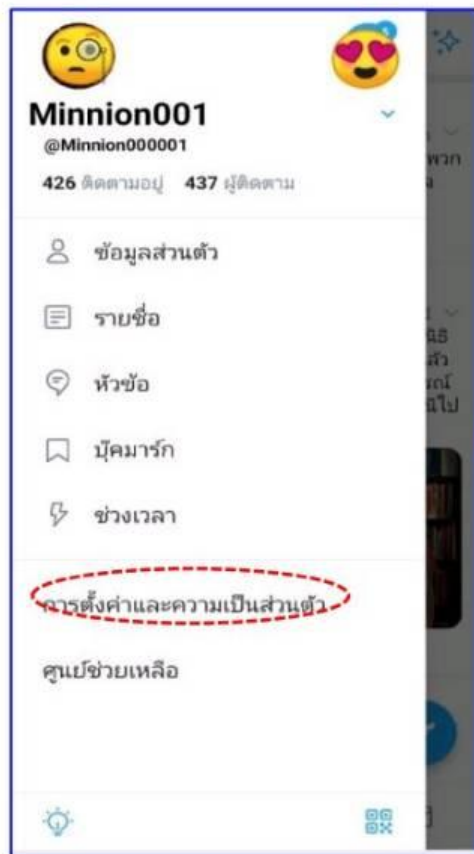 Minnion001
@Minnion000001
426 ติดตามอยู่ 437 ผู้ติดตาม
ข้อมูลส่วนตัว
รายชื่อ
หัวข้อ
บุ๊คมาร์ก
ช่วงเวลา
การตั้งค่าและความเป็นส่วนตัว
ศูนย์ช่วยเหลือ
พวก